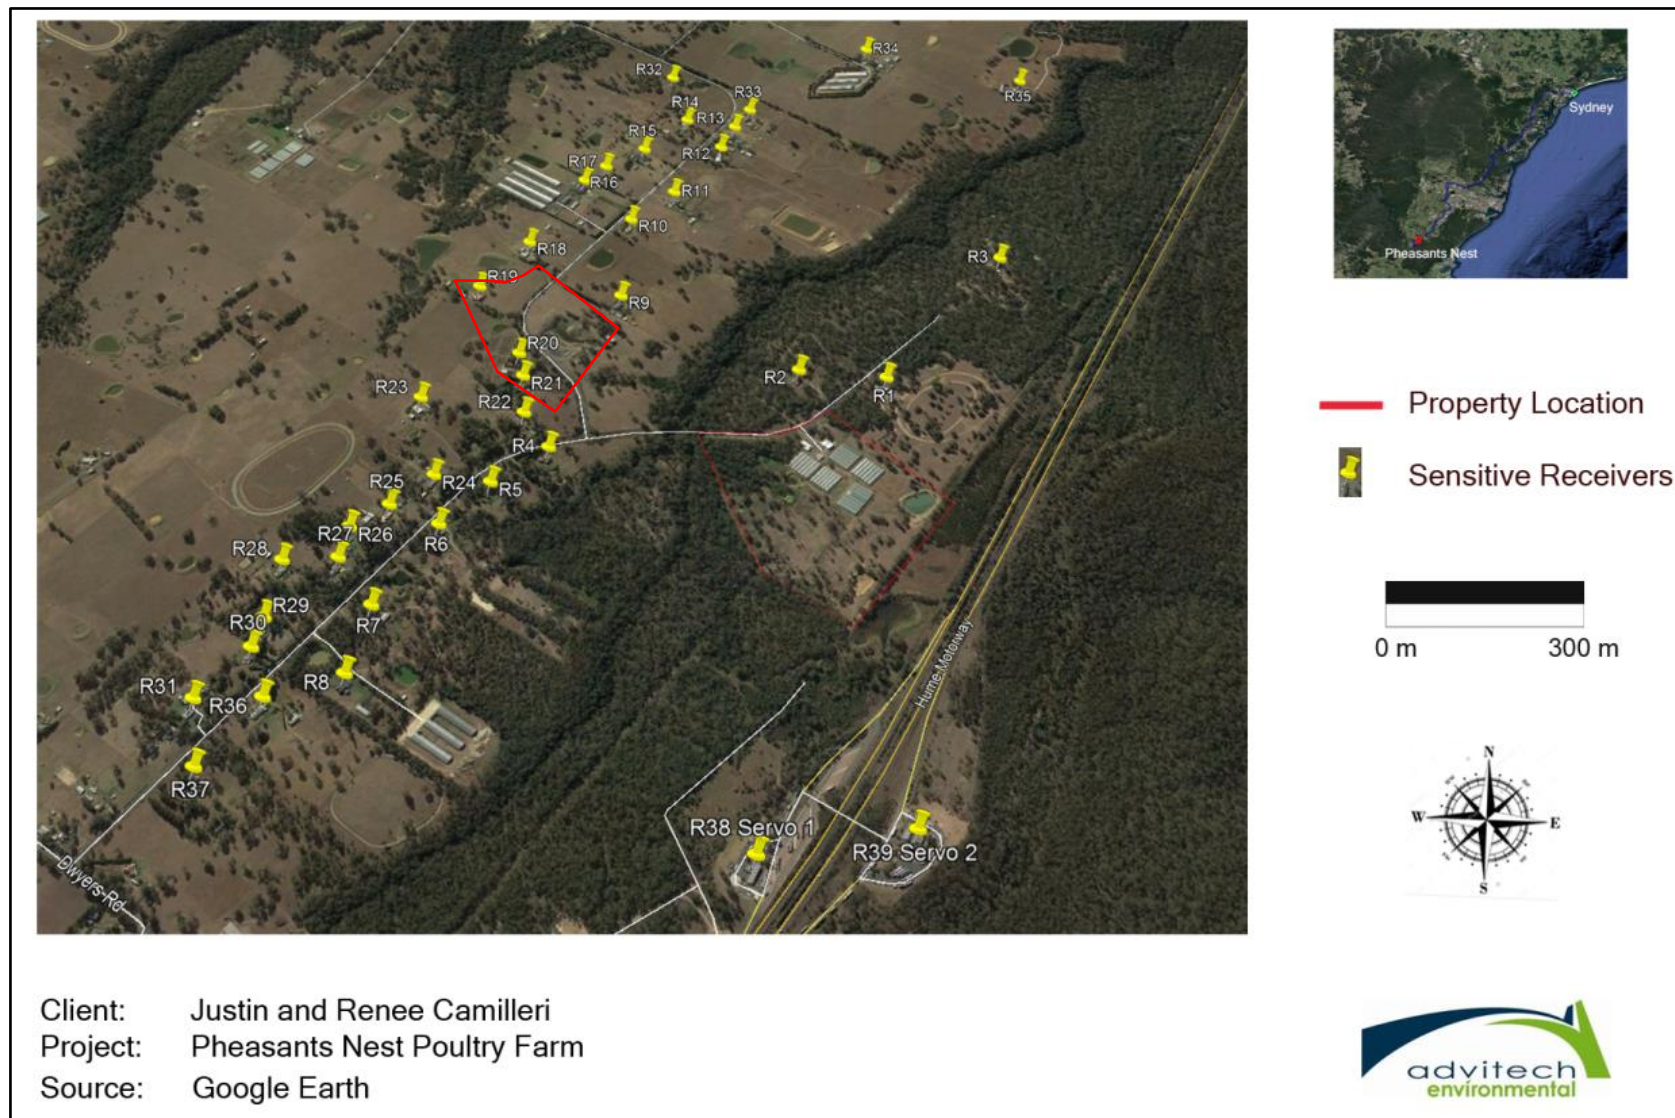 R34
R32
R35
R33
R14
R13
R15
R12
R17
R16
R11
R10
R18
R3
R19
R9
R20
R2
R21
R1
R23
R22
R4
R24
R25
R5
R27
R26
R6
R28
R29
R7
R30
R8
R31
R36
R37
Hume-Motorway
R38 Servo 1
R39 Servo 2
Dwyers-Rd
Sydney
Pheasants Nest
Property Location
Sensitive Receivers
0 m 300 m
N
W E
S
Client: Justin and Renee Camilleri
Project: Pheasants Nest Poultry Farm
Source: Google Earth
advitech
environmental